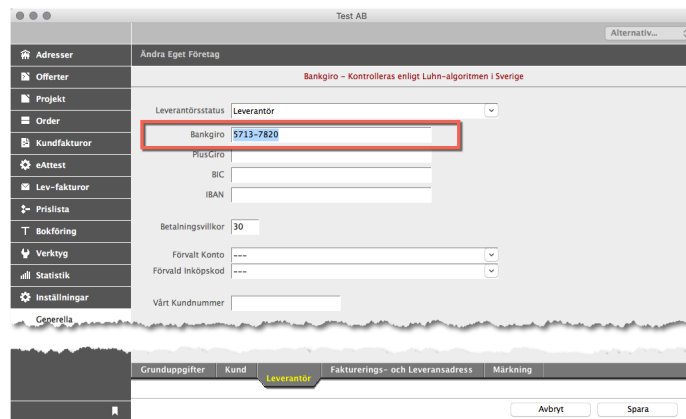 Test AB
Alternativ...
Adresser
Ändra Eget Företag
Offerter
Bankgiro – Kontrolleras enligt Luhn-algoritmen i Sverige
Projekt
Leverantörsstatus Leverantör
Order
Bankgiro 5713-7820
Kundfakturor
PlusGiro
eAttest
BIC
Lev-fakturor
IBAN
Prislista
Betalningsvillkor 30
Bokföring
Verktyg
Förvalt Konto ---
Statistik
Förvald Inköpskod ---
Inställningar
Vårt Kundnummer
Generella
Grunduppgifter Kund Leverantör Fakturerings- och Leveransadress Märkning
Avbryt Spara